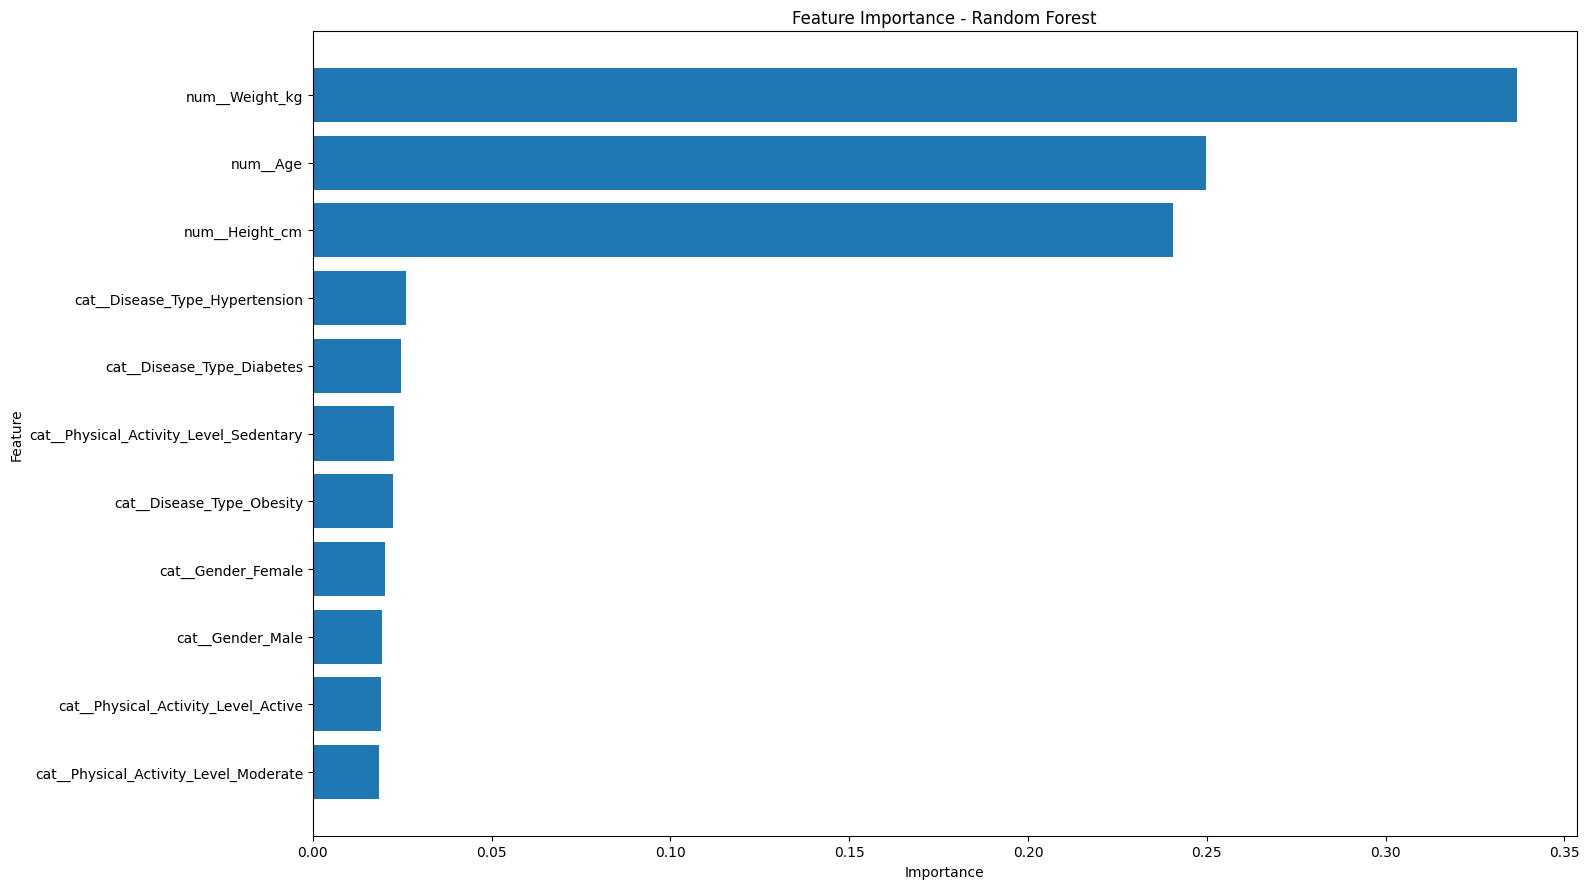 Feature Importance - Random Forest
Feature
num__Weight_kg
num__Age
num__Height_cm
cat__Disease_Type_Hypertension
cat__Disease_Type_Diabetes
cat__Physical_Activity_Level_Sedentary
cat__Disease_Type_Obesity
cat__Gender_Female
cat__Gender_Male
cat__Physical_Activity_Level_Active
cat__Physical_Activity_Level_Moderate
0.00 0.05 0.10 0.15 0.20 0.25 0.30 0.35
Importance